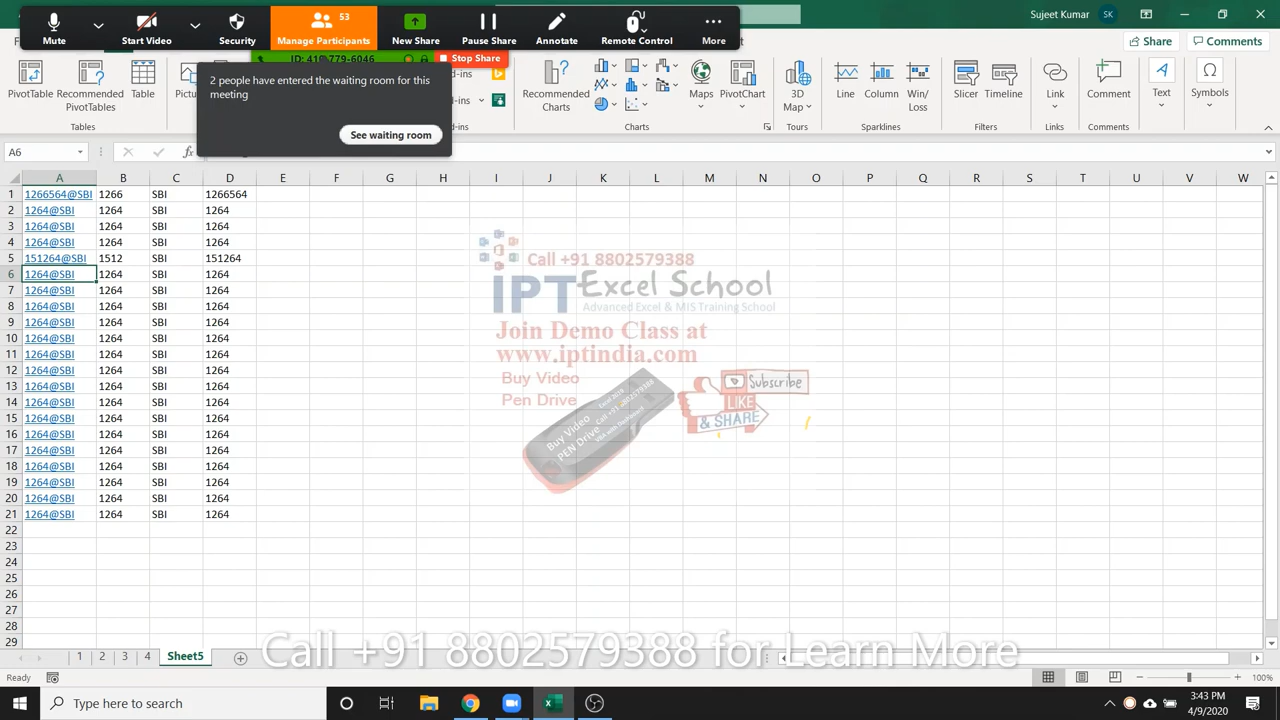 Sujeet Kumar SK
Mute Start Video Security Manage Participants 53 New Share Pause Share Annotate Remote Control More
Stop Share
Share Comments
2 people have entered the waiting room for this
meeting
See waiting room
PivotTable Recommended PivotTables Table
Tables
Recommended Charts Maps PivotChart
Charts
3D Map
Tours
Line Column Win/Loss
Sparklines
Slicer Timeline
Filters
Link
Links
Comment
Comments
Text
Symbols
A6 fx
A B C D E F G H I J K L M N O P Q R S T U V W
1 1266564@SBI 1266 SBI 1266564
2 1264@SBI 1264 SBI 1264
3 1264@SBI 1264 SBI 1264
4 1264@SBI 1264 SBI 1264
5 151264@SBI 1512 SBI 151264
6 1264@SBI 1264 SBI 1264
7 1264@SBI 1264 SBI 1264
8 1264@SBI 1264 SBI 1264
9 1264@SBI 1264 SBI 1264
10 1264@SBI 1264 SBI 1264
11 1264@SBI 1264 SBI 1264
12 1264@SBI 1264 SBI 1264
13 1264@SBI 1264 SBI 1264
14 1264@SBI 1264 SBI 1264
15 1264@SBI 1264 SBI 1264
16 1264@SBI 1264 SBI 1264
17 1264@SBI 1264 SBI 1264
18 1264@SBI 1264 SBI 1264
19 1264@SBI 1264 SBI 1264
20 1264@SBI 1264 SBI 1264
21 1264@SBI 1264 SBI 1264
22
23
24
25
26
27
28
29
Call +91 8802579388
IPT Excel School
Advanced Excel & MIS Training School
Join Demo Class at
www.iptindia.com
Buy Video
Pen Drive
Buy Video
PEN Drive
Subscribe
LIKE
& SHARE
Call +91 8802579388 for Learn More
1 2 3 4 Sheet5
Ready 100%
Type here to search
3:43 PM
4/9/2020